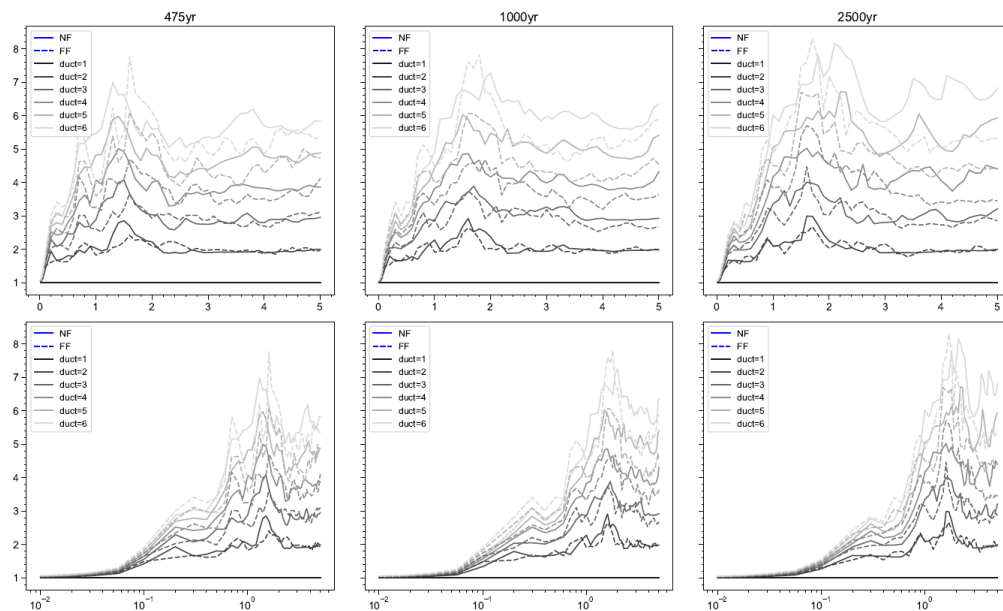 475yr
1000yr
2500yr
NF
FF
duct=1
duct=2
duct=3
duct=4
duct=5
duct=6
8
7
6
5
4
3
2
1
0 1 2 3 4 5
NF
FF
duct=1
duct=2
duct=3
duct=4
duct=5
duct=6
0 1 2 3 4 5
NF
FF
duct=1
duct=2
duct=3
duct=4
duct=5
duct=6
0 1 2 3 4 5
NF
FF
duct=1
duct=2
duct=3
duct=4
duct=5
duct=6
8
7
6
5
4
3
2
1
10⁻² 10⁻¹ 10⁰
NF
FF
duct=1
duct=2
duct=3
duct=4
duct=5
duct=6
10⁻² 10⁻¹ 10⁰
NF
FF
duct=1
duct=2
duct=3
duct=4
duct=5
duct=6
10⁻² 10⁻¹ 10⁰